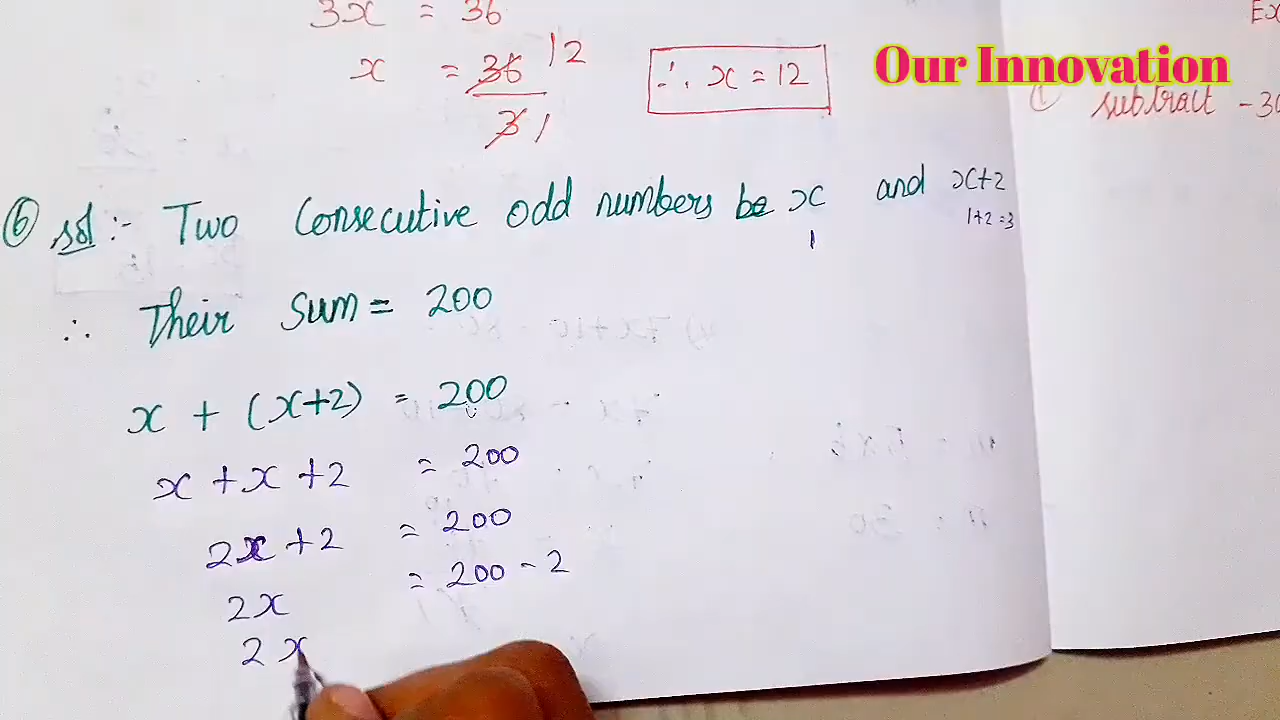 3x = 36
x = 36 12
3 1
∴ x = 12
Our Innovation
Ex
① subtract -30
⑥ Sol :- Two Consecutive odd numbers be x and x+2
1 1+2=3
∴ Their sum = 200
x + (x+2) = 200
x + x + 2 = 200
2x + 2 = 200
2x = 200 - 2
2x